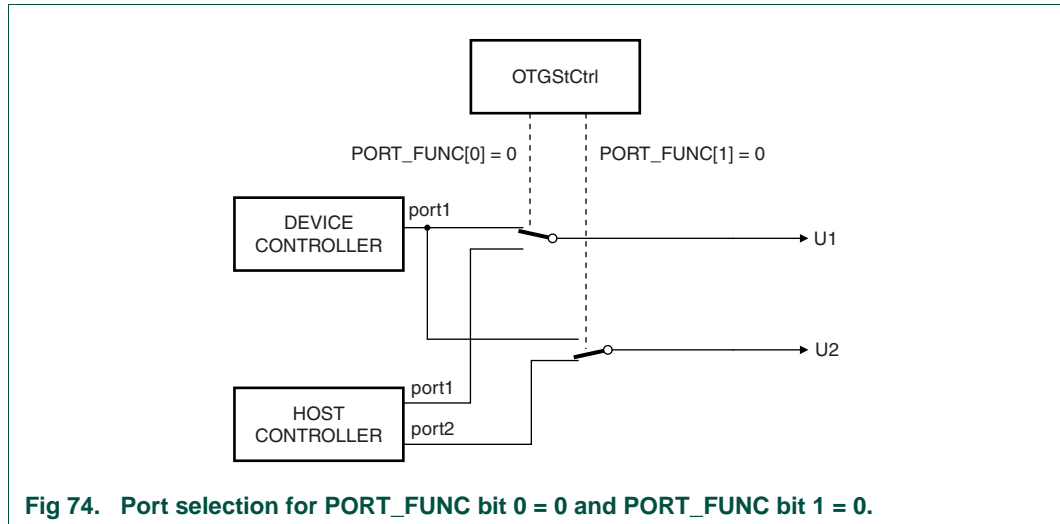 OTGStCtrl
PORT_FUNC[0] = 0
PORT_FUNC[1] = 0
DEVICE
CONTROLLER
port1
U1
U2
HOST
CONTROLLER
port1
port2
Fig 74. Port selection for PORT_FUNC bit 0 = 0 and PORT_FUNC bit 1 = 0.